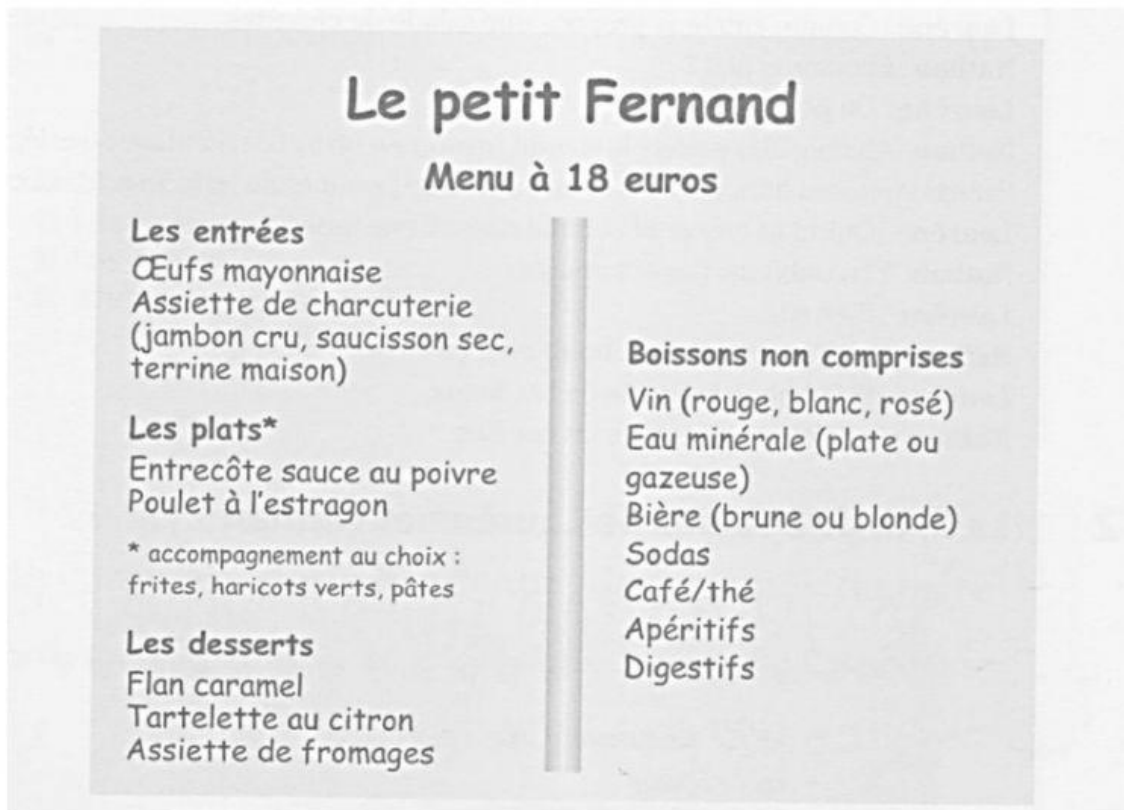 Le petit Fernand
Menu à 18 euros
Les entrées
Œufs mayonnaise
Assiette de charcuterie
(jambon cru, saucisson sec,
terrine maison)
Les plats*
Entrecôte sauce au poivre
Poulet à l'estragon
* accompagnement au choix :
frites, haricots verts, pâtes
Les desserts
Flan caramel
Tartelette au citron
Assiette de fromages
Boissons non comprises
Vin (rouge, blanc, rosé)
Eau minérale (plate ou
gazeuse)
Bière (brune ou blonde)
Sodas
Café/thé
Apéritifs
Digestifs